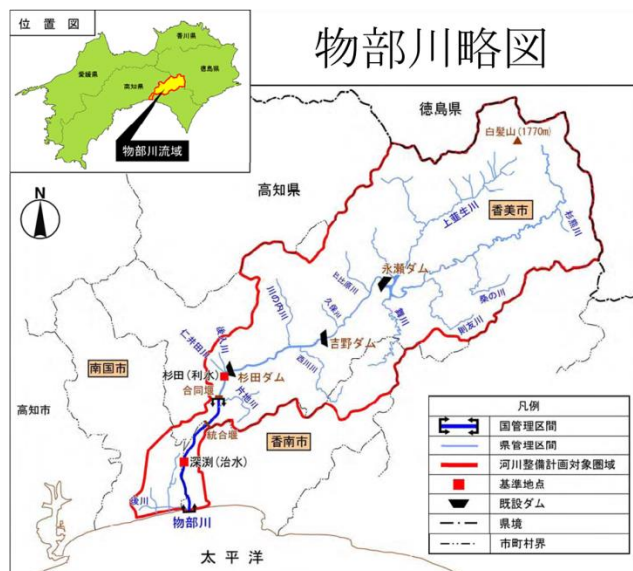 位置図
香川県
愛媛県
徳島県
高知県
物部川流域
物部川略図
徳島県
白髪山(1770m)
高知県
N
上韮生川
香美市
杉熊川
永瀬ダム
日比原川
川の内川
久保川
舞川
桑の川
則友川
後入川
仁井田川
吉野ダム
西川川
南国市
杉田(利水)
杉田ダム
合同堰
片地川
高知市
統合堰
香南市
深渕(治水)
後川
物部川
太平洋
凡例
国管理区間
県管理区間
河川整備計画対象圏域
基準地点
既設ダム
県境
市町村界